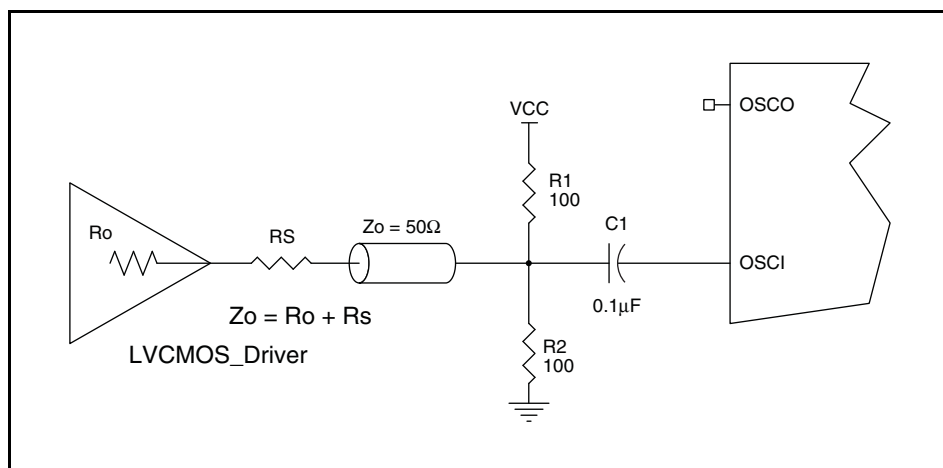 OSCO
VCC
R1
100
Ro
RS
Zo = 50Ω
C1
OSCI
0.1μF
Zo = Ro + Rs
R2
100
LVCMOS_Driver